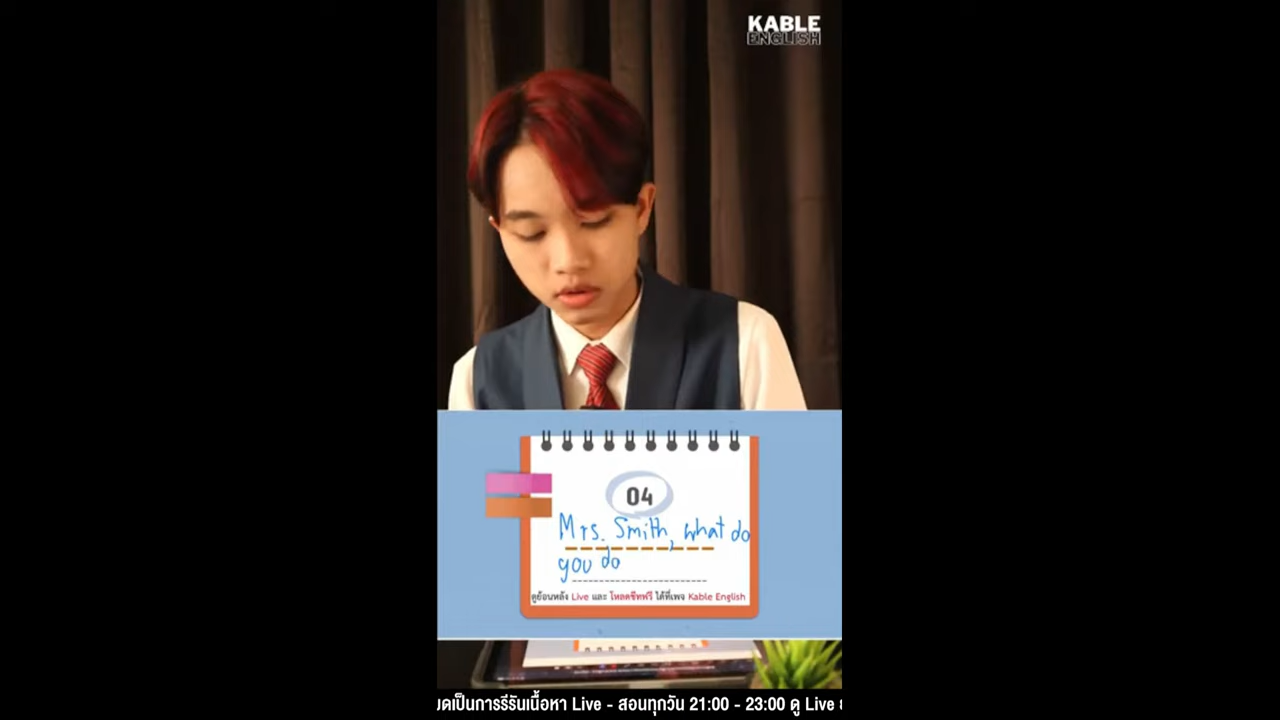 KABLE
ENGLISH
04
Mrs. Smith, what do
you do
ดูย้อนหลัง Live และ โหลดชีทฟรี ได้ที่เพจ Kable English
เป็นการรีรันเนื้อหา Live - สอนทุกวัน 21:00 - 23:00 ดู Live